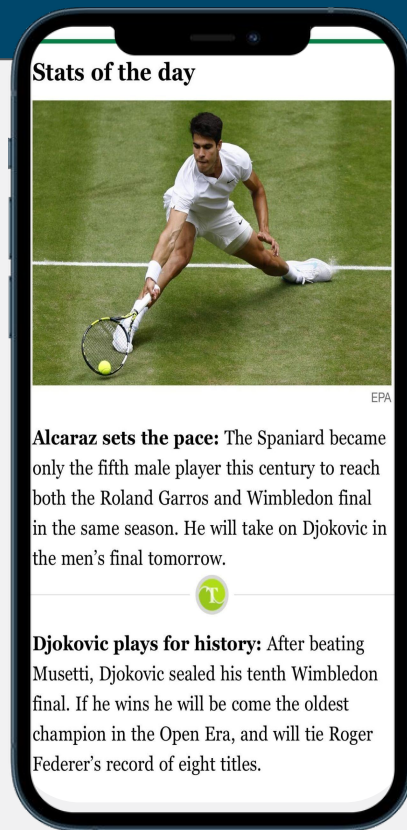 Stats of the day
EPA
Alcaraz sets the pace: The Spaniard became
only the fifth male player this century to reach
both the Roland Garros and Wimbledon final
in the same season. He will take on Djokovic in
the men’s final tomorrow.
T
Djokovic plays for history: After beating
Musetti, Djokovic sealed his tenth Wimbledon
final. If he wins he will be come the oldest
champion in the Open Era, and will tie Roger
Federer’s record of eight titles.